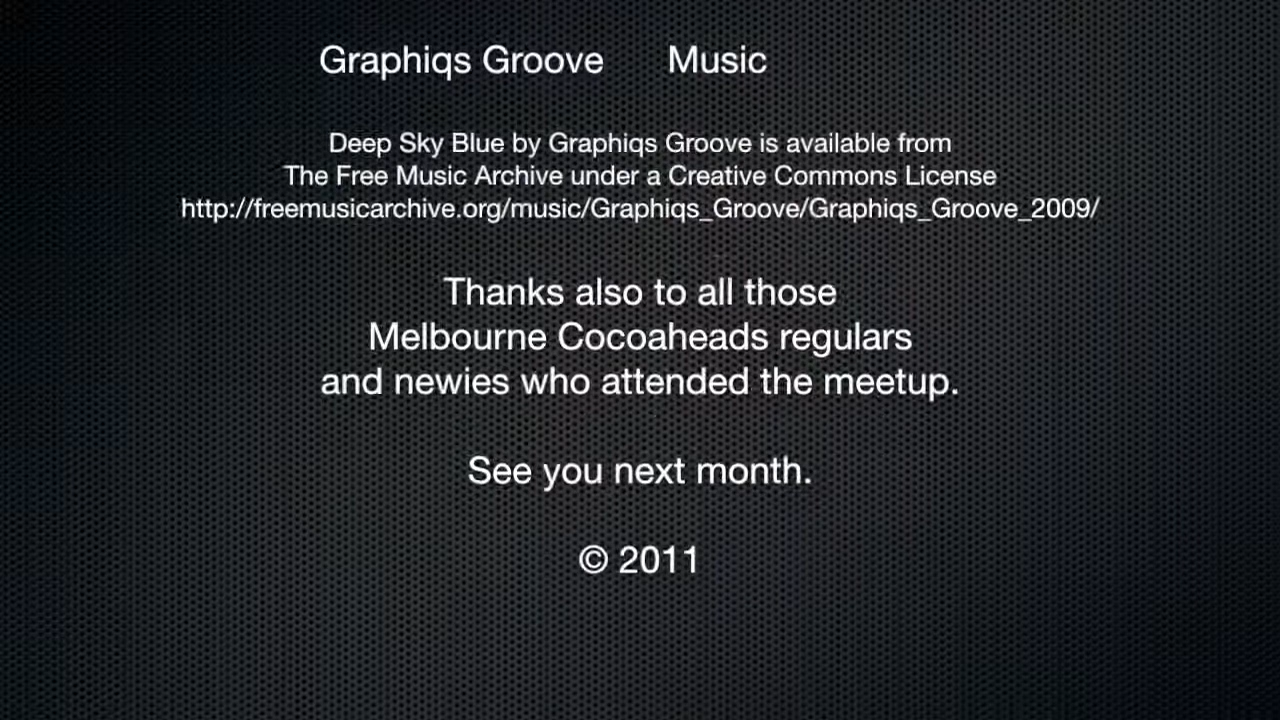 Graphiqs Groove Music
Deep Sky Blue by Graphiqs Groove is available from
The Free Music Archive under a Creative Commons License
http://freemusicarchive.org/music/Graphiqs_Groove/Graphiqs_Groove_2009/
Thanks also to all those
Melbourne Cocoaheads regulars
and newies who attended the meetup.
See you next month.
© 2011